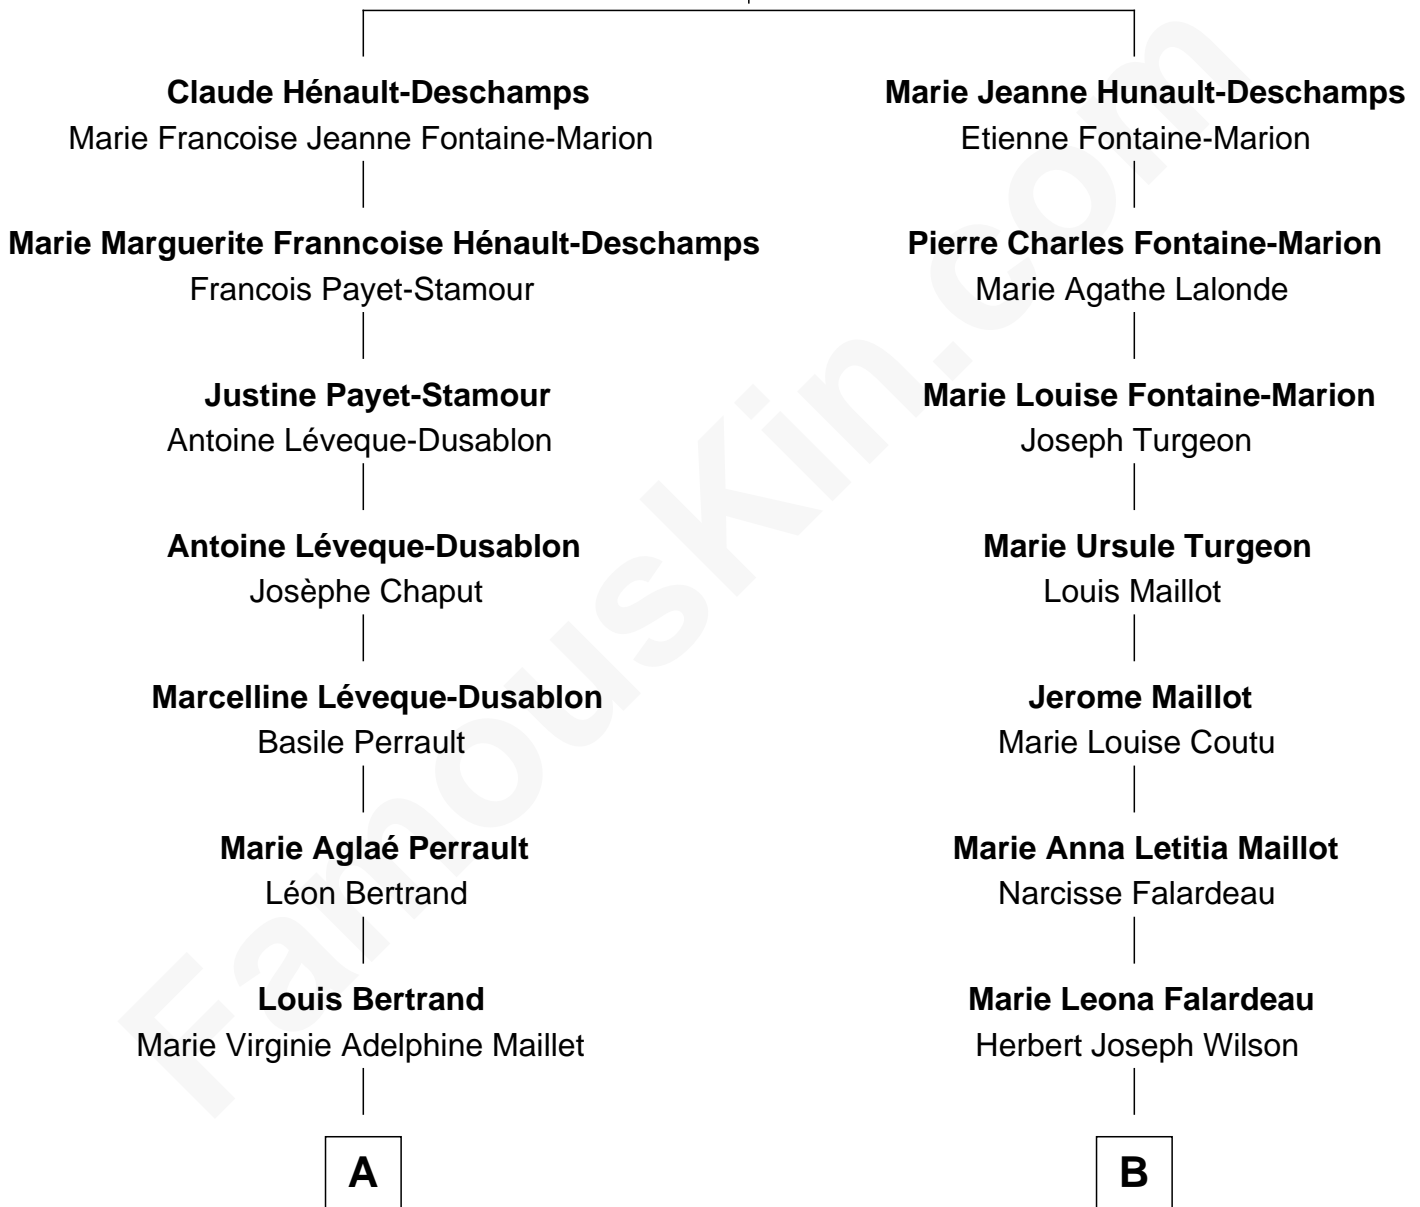 Claude Hénault-Deschamps
Marie Francoise Jeanne Fontaine-Marion
Marie Marguerite Franncoise Hénault-Deschamps
Francois Payet-Stamour
Justine Payet-Stamour
Antoine Léveque-Dusablon
Antoine Léveque-Dusablon
Josèphe Chaput
Marcelline Léveque-Dusablon
Basile Perrault
Marie Aglaé Perrault
Léon Bertrand
Louis Bertrand
Marie Virginie Adelphine Maillet
A
Marie Jeanne Hunault-Deschamps
Etienne Fontaine-Marion
Pierre Charles Fontaine-Marion
Marie Agathe Lalonde
Marie Louise Fontaine-Marion
Joseph Turgeon
Marie Ursule Turgeon
Louis Maillot
Jerome Maillot
Marie Louise Coutu
Marie Anna Letitia Maillot
Narcisse Falardeau
Marie Leona Falardeau
Herbert Joseph Wilson
B
FamousKin.com